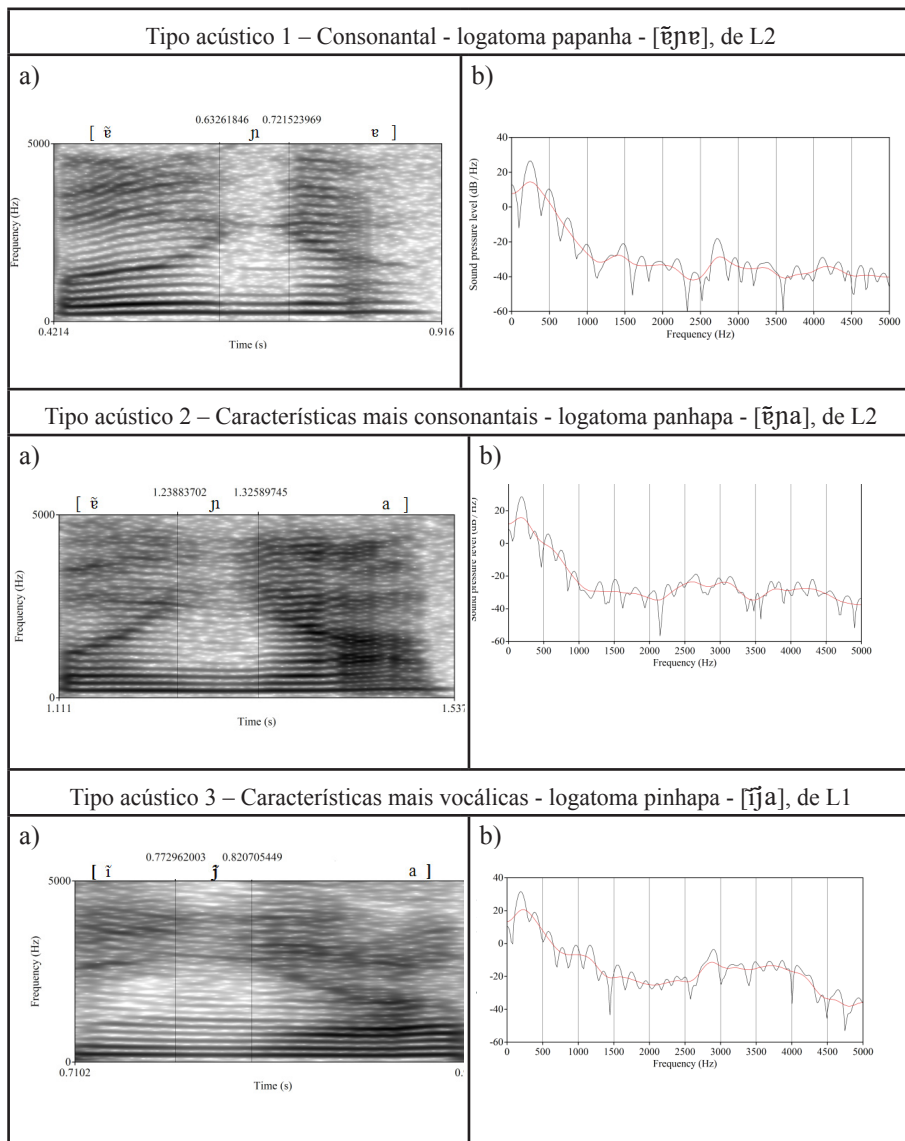 Tipo acústico 1 – Consonantal - logatoma papanha - [ɐ̃ɲɐ], de L2
a)
0.63261846 0.721523969
[ ɐ̃ ɲ ɐ ]
5000
Frequency (Hz)
0
0.4214 0.916
Time (s)
b)
40
20
0
-20
-40
-60
Sound pressure level (dB / Hz)
0 500 1000 1500 2000 2500 3000 3500 4000 4500 5000
Frequency (Hz)
Tipo acústico 2 – Características mais consonantais - logatoma panhapa - [ɐ̃ɲa], de L2
a)
1.23883702 1.32589745
[ ɐ̃ ɲ a ]
5000
Frequency (Hz)
0
1.111 1.537
Time (s)
b)
20
0
-20
-40
-60
Sound pressure level (dB / Hz)
0 500 1000 1500 2000 2500 3000 3500 4000 4500 5000
Frequency (Hz)
Tipo acústico 3 – Características mais vocálicas - logatoma pinhapa - [ĩȷ̃a], de L1
a)
0.772962003 0.820705449
[ ĩ ȷ̃ a ]
5000
Frequency (Hz)
0
0.7102 0.
Time (s)
b)
40
20
0
-20
-40
-60
0 500 1000 1500 2000 2500 3000 3500 4000 4500 5000
Frequency (Hz)